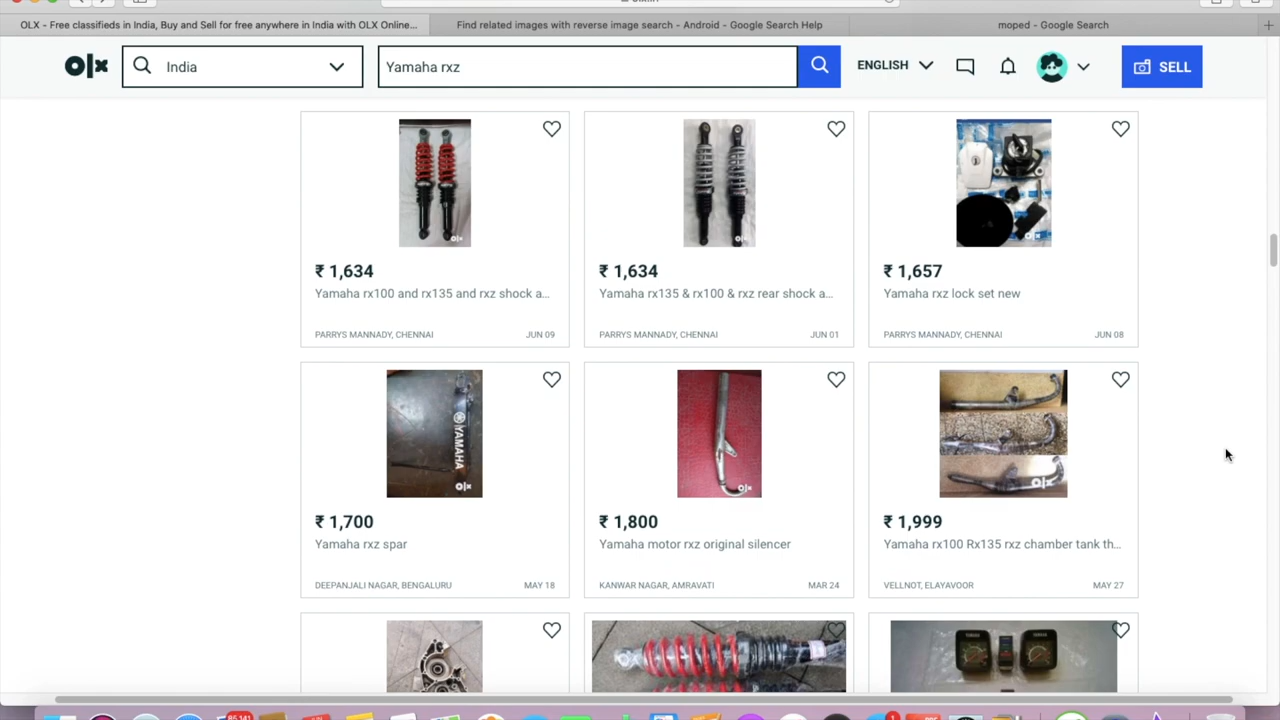 OLX - Free classifieds in India, Buy and Sell for free anywhere in India with OLX Online...
Find related images with reverse image search - Android - Google Search Help
moped - Google Search
olx
India
Yamaha rxz
ENGLISH
SELL
₹ 1,634
Yamaha rx100 and rx135 and rxz shock a...
PARRYS MANNADY, CHENNAI
JUN 09
₹ 1,634
Yamaha rx135 & rx100 & rxz rear shock a...
PARRYS MANNADY, CHENNAI
JUN 01
₹ 1,657
Yamaha rxz lock set new
PARRYS MANNADY, CHENNAI
JUN 08
YAMAHA
₹ 1,700
Yamaha rxz spar
DEEPANJALI NAGAR, BENGALURU
MAY 18
₹ 1,800
Yamaha motor rxz original silencer
KANWAR NAGAR, AMRAVATI
MAR 24
₹ 1,999
Yamaha rx100 Rx135 rxz chamber tank th...
VELLNOT, ELAYAVOOR
MAY 27